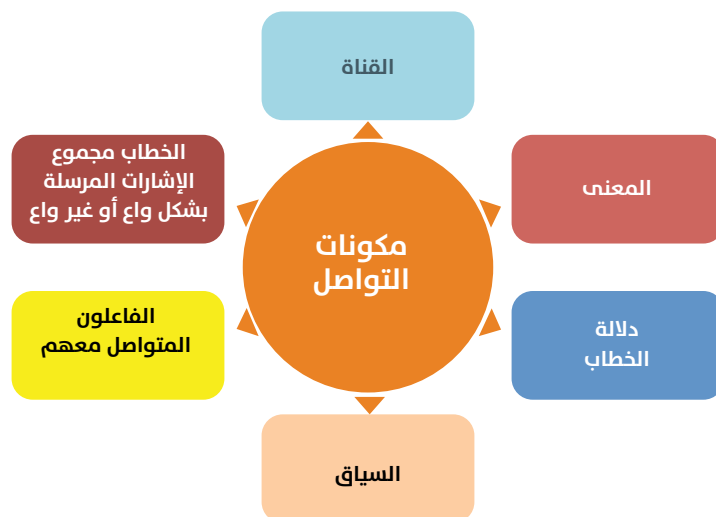 القناة
المعنى
الخطاب مجموع
الإشارات المرسلة
بشكل واع أو غير واع
مكونات
التواصل
دلالة
الخطاب
الفاعلون
المتواصل معهم
السياق